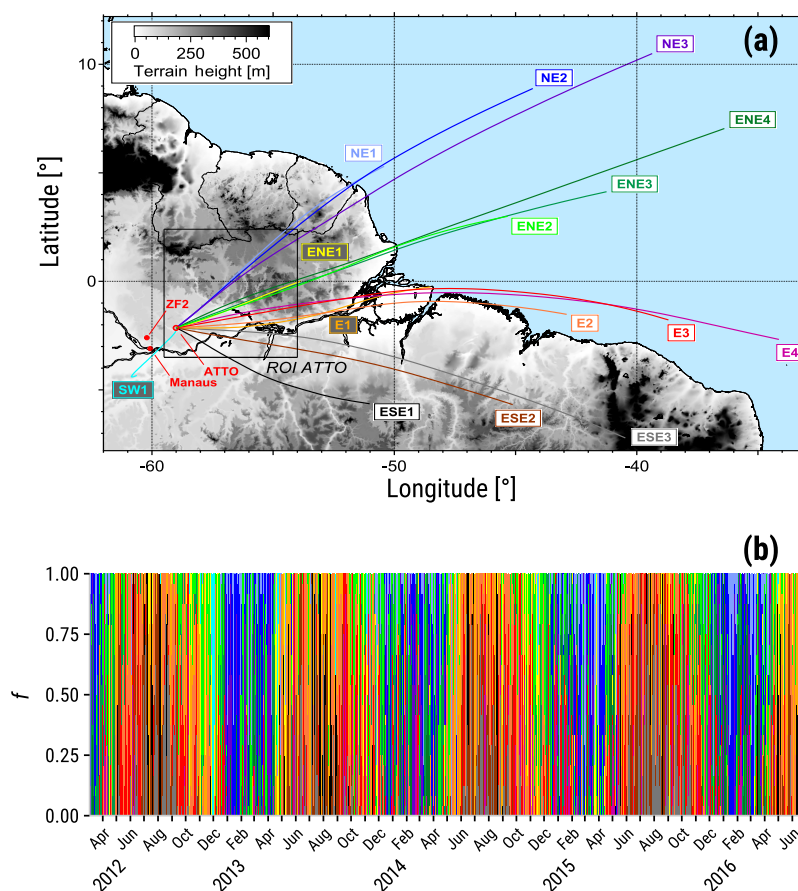 (a)
0 250 500
Terrain height [m]
NE3
NE2
ENE4
NE1
ENE3
ENE2
ENE1
ZF2
E1
E2
E3
E4
ATTO
ROI ATTO
Manaus
SW1
ESE1
ESE2
ESE3
10
0
Latitude [°]
-60 -50 -40
Longitude [°]
(b)
1.00
0.75
0.50
0.25
0.00
f
Apr Jun Aug Oct Dec Feb Apr Jun Aug Oct Dec Feb Apr Jun Aug Oct Dec Feb Apr Jun Aug Oct Dec Feb Apr Jun
2012 2013 2014 2015 2016